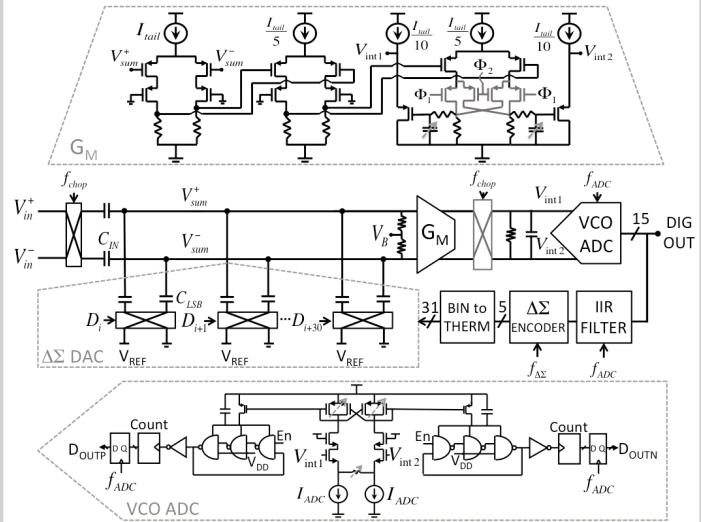 I_tail I_tail/5 I_tail/10 I_tail/5 I_tail/10
V_sum^+ V_sum^- V_int1 Φ_2 V_int2
Φ_1 Φ_1
G_M
f_chop f_chop f_ADC
V_in^+ V_sum^+ V_int1
C_IN V_B G_M VCO ADC 15 DIG OUT
V_in^- V_sum^- V_int2
C_LSB
D_i D_i+1 ··· D_i+30 31 BIN to THERM 5 ΔΣ ENCODER IIR FILTER
V_REF V_REF V_REF
ΔΣ DAC f_ΔΣ f_ADC
Count En En Count
D_OUTP D Q V_DD V_int1 V_int2 V_DD D Q D_OUTN
f_ADC I_ADC I_ADC f_ADC
VCO ADC